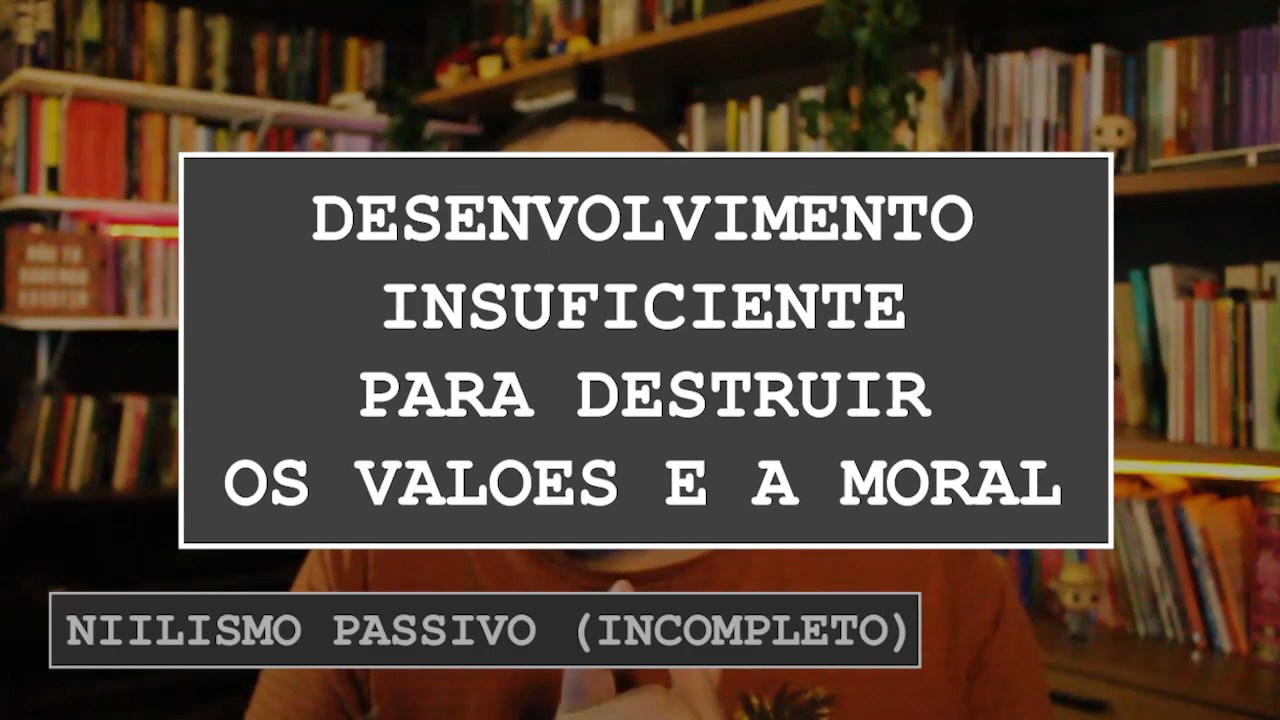 DESENVOLVIMENTO
INSUFICIENTE
PARA DESTRUIR
OS VALOES E A MORAL
NIILISMO PASSIVO (INCOMPLETO)